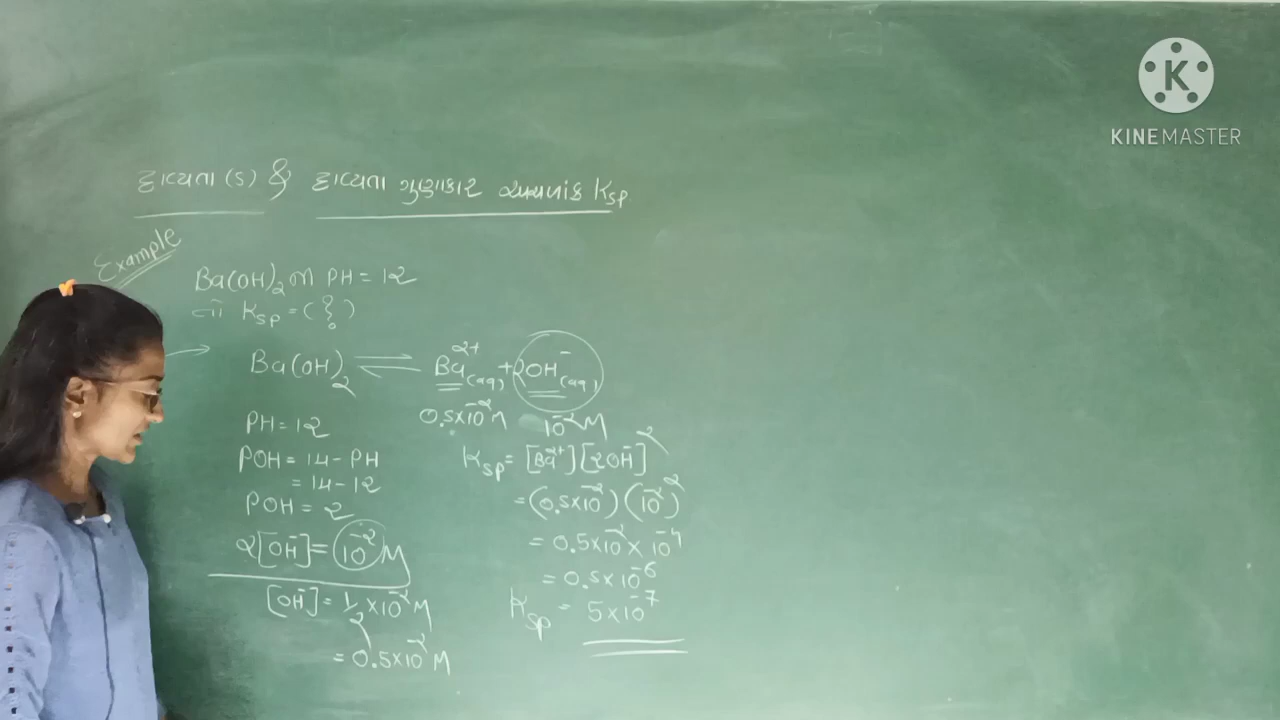 દ્રાવ્યતા (S) & દ્રાવ્યતા ગુણાકાર અચળાંક Ksp
Example
Ba(OH)₂ ની PH = 12
તો Ksp = (?)
Ba(OH)₂ ⇌ Ba²⁺(aq) + 2OH⁻(aq)
0.5×10⁻² M 10⁻² M
PH = 12
POH = 14 - PH
= 14 - 12
POH = 2
2[OH⁻] = 10⁻² M
[OH⁻] = 1/2 × 10⁻² M
= 0.5×10⁻² M
Ksp = [Ba²⁺][2OH⁻]²
= (0.5×10⁻²)(10⁻²)²
= 0.5×10⁻² × 10⁻⁴
= 0.5×10⁻⁶
Ksp = 5×10⁻⁷
K
KINEMASTER